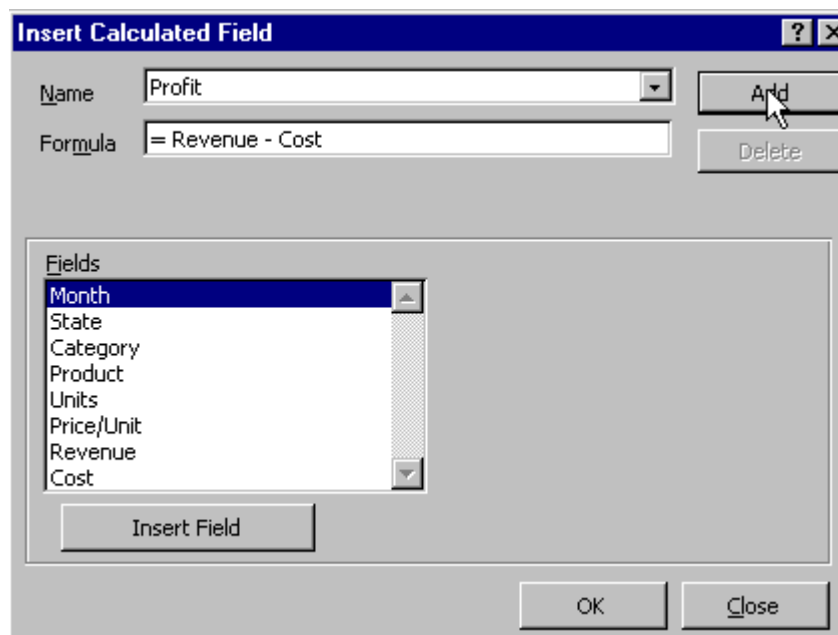 Insert Calculated Field
Name Profit Add
Formula = Revenue - Cost Delete
Fields
Month
State
Category
Product
Units
Price/Unit
Revenue
Cost
Insert Field
OK Close